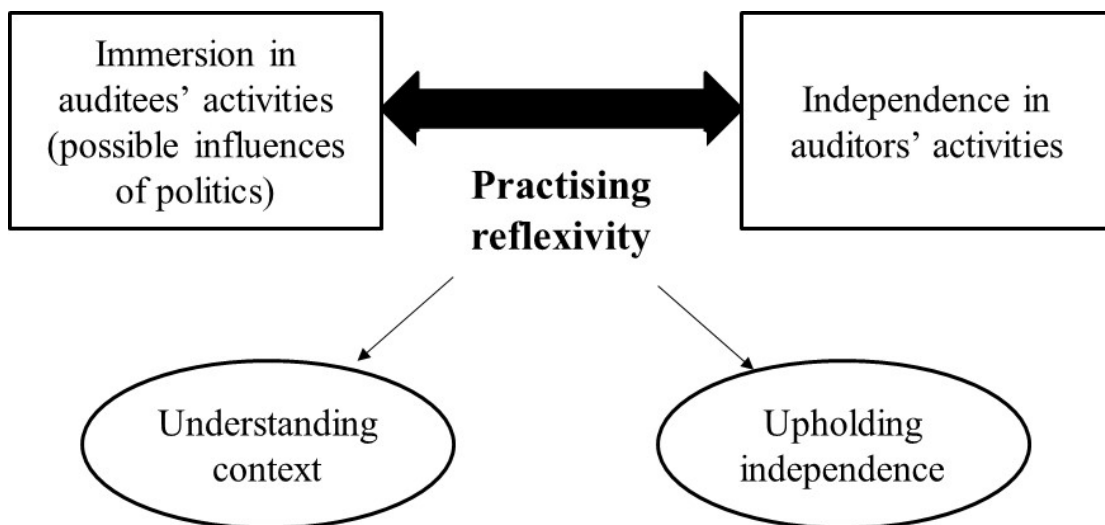 Immersion in
auditees’ activities
(possible influences
of politics)
Independence in
auditors’ activities
Practising
reflexivity
Understanding
context
Upholding
independence